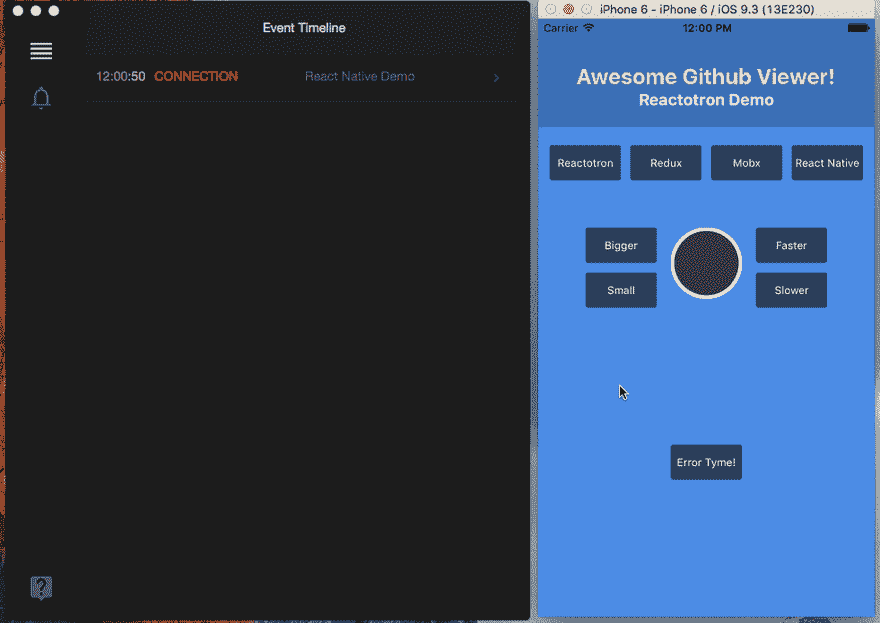 Event Timeline
12:00:50 CONNECTION React Native Demo
iPhone 6 - iPhone 6 / iOS 9.3 (13E230)
Carrier 12:00 PM
Awesome Github Viewer!
Reactotron Demo
Reactotron Redux Mobx React Native
Bigger Faster
Small Slower
Error Tyme!
?